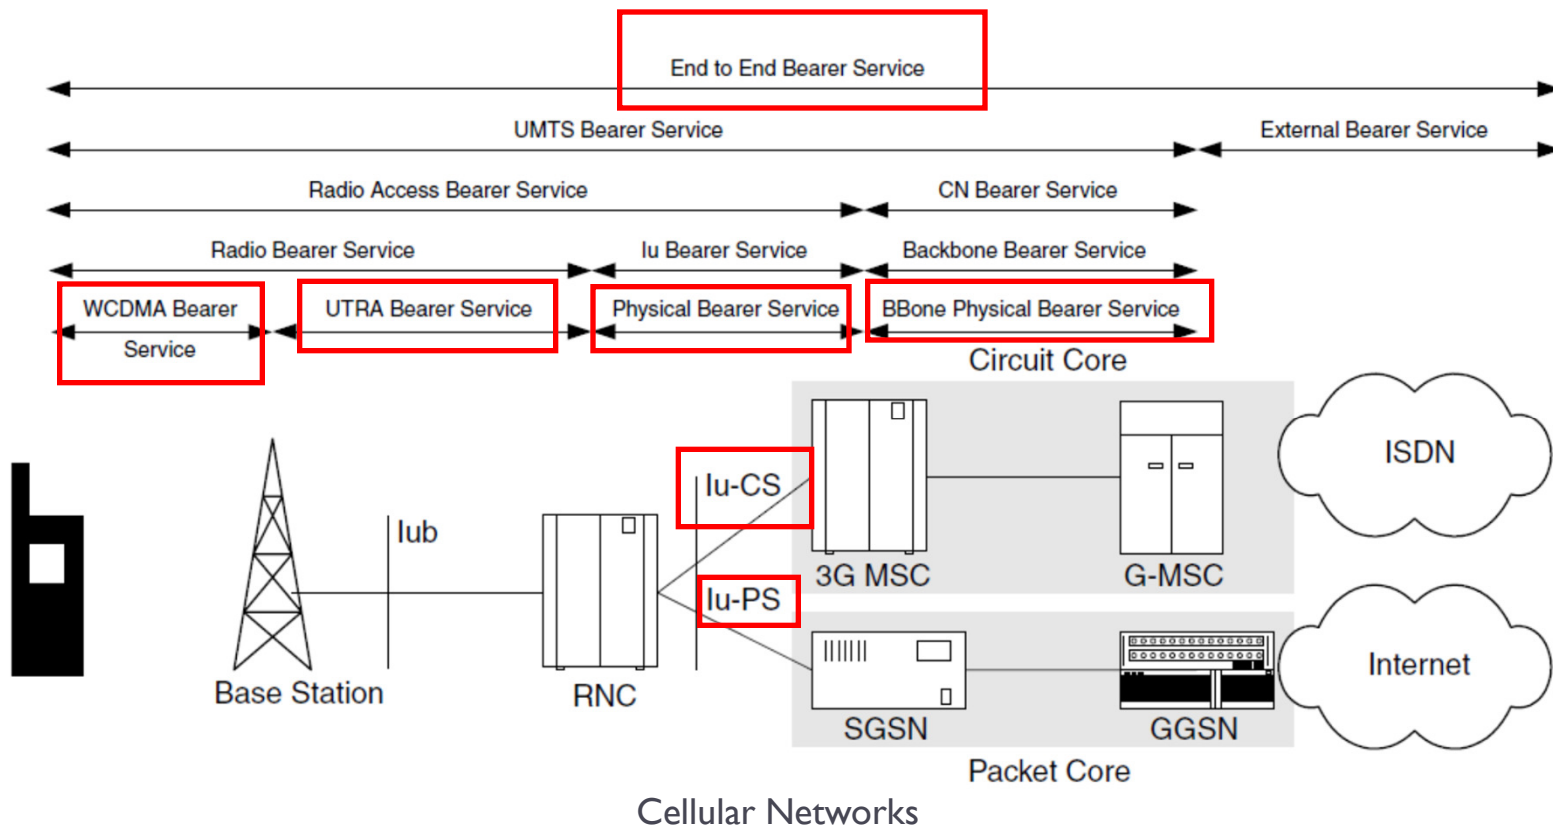 End to End Bearer Service
UMTS Bearer Service
External Bearer Service
Radio Access Bearer Service
CN Bearer Service
Radio Bearer Service
Iu Bearer Service
Backbone Bearer Service
WCDMA Bearer
Service
UTRA Bearer Service
Physical Bearer Service
BBone Physical Bearer Service
Circuit Core
ISDN
Iu-CS
Iub
3G MSC
G-MSC
Iu-PS
Internet
Base Station
RNC
SGSN
GGSN
Packet Core
Cellular Networks